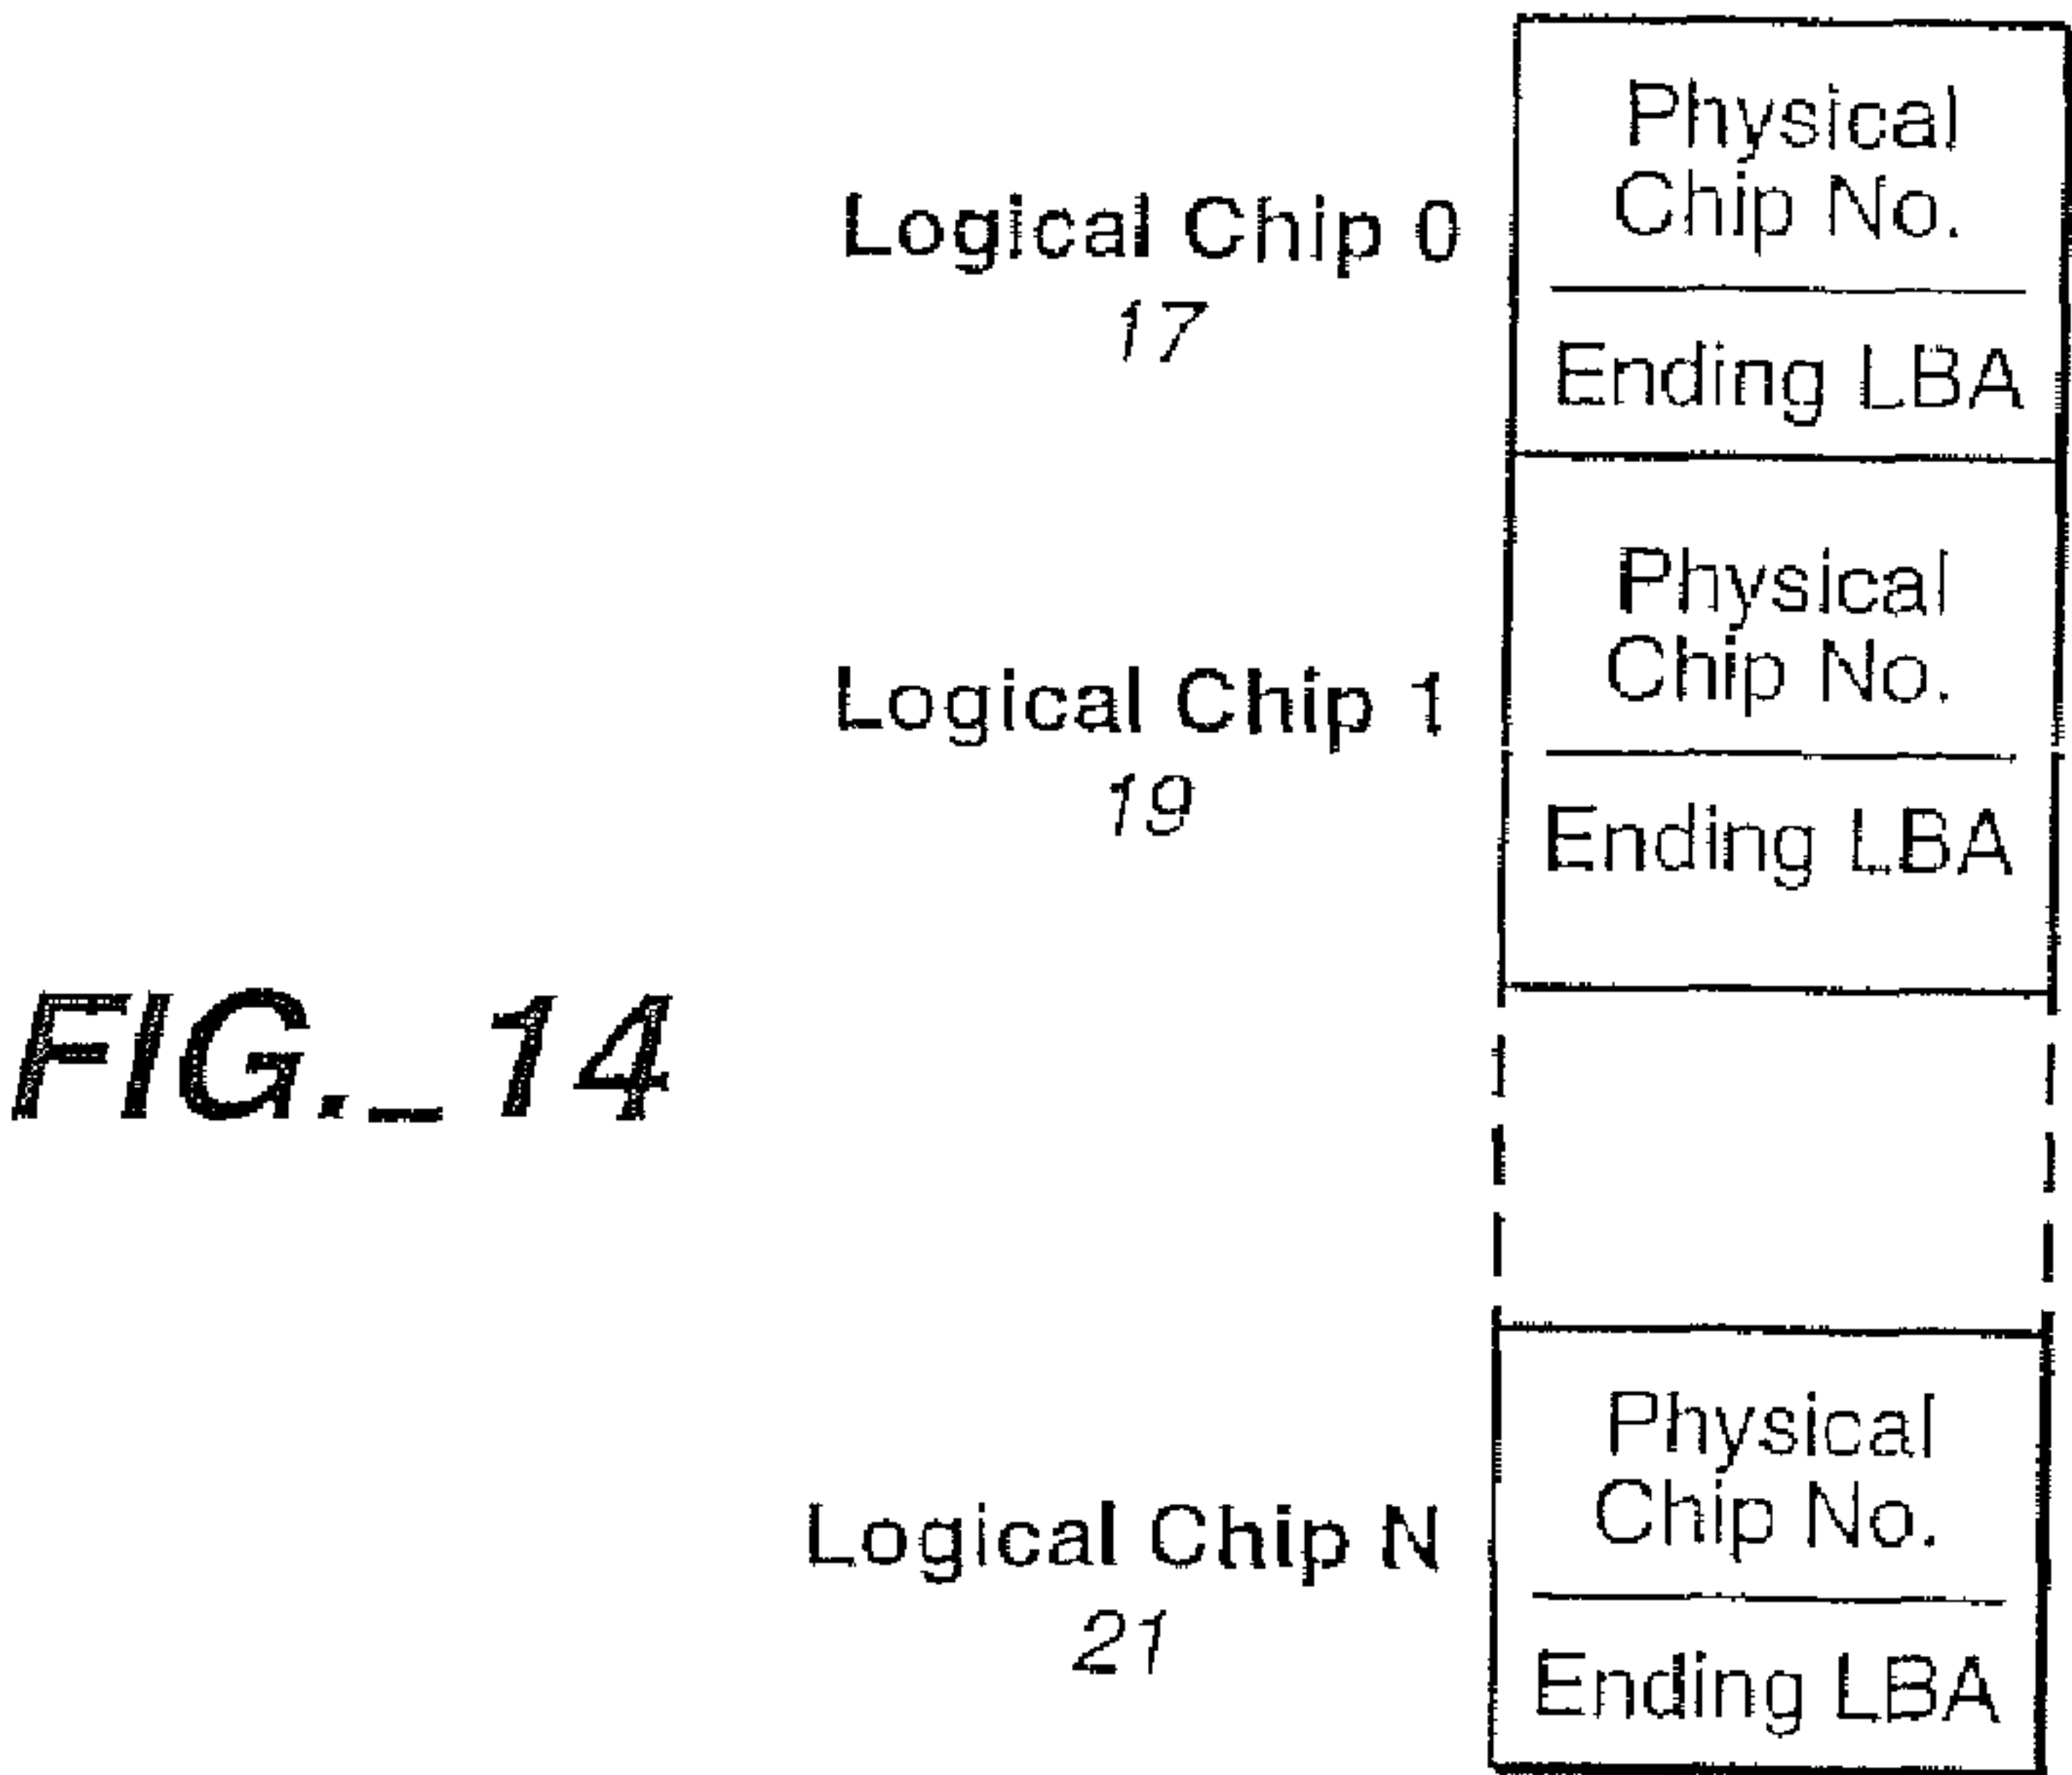 Physical
Chip No.
Logical Chip 0
17
Ending LBA
Physical
Chip No.
Logical Chip 1
19
Ending LBA
FIG._14
Physical
Chip No.
Logical Chip N
21
Ending LBA